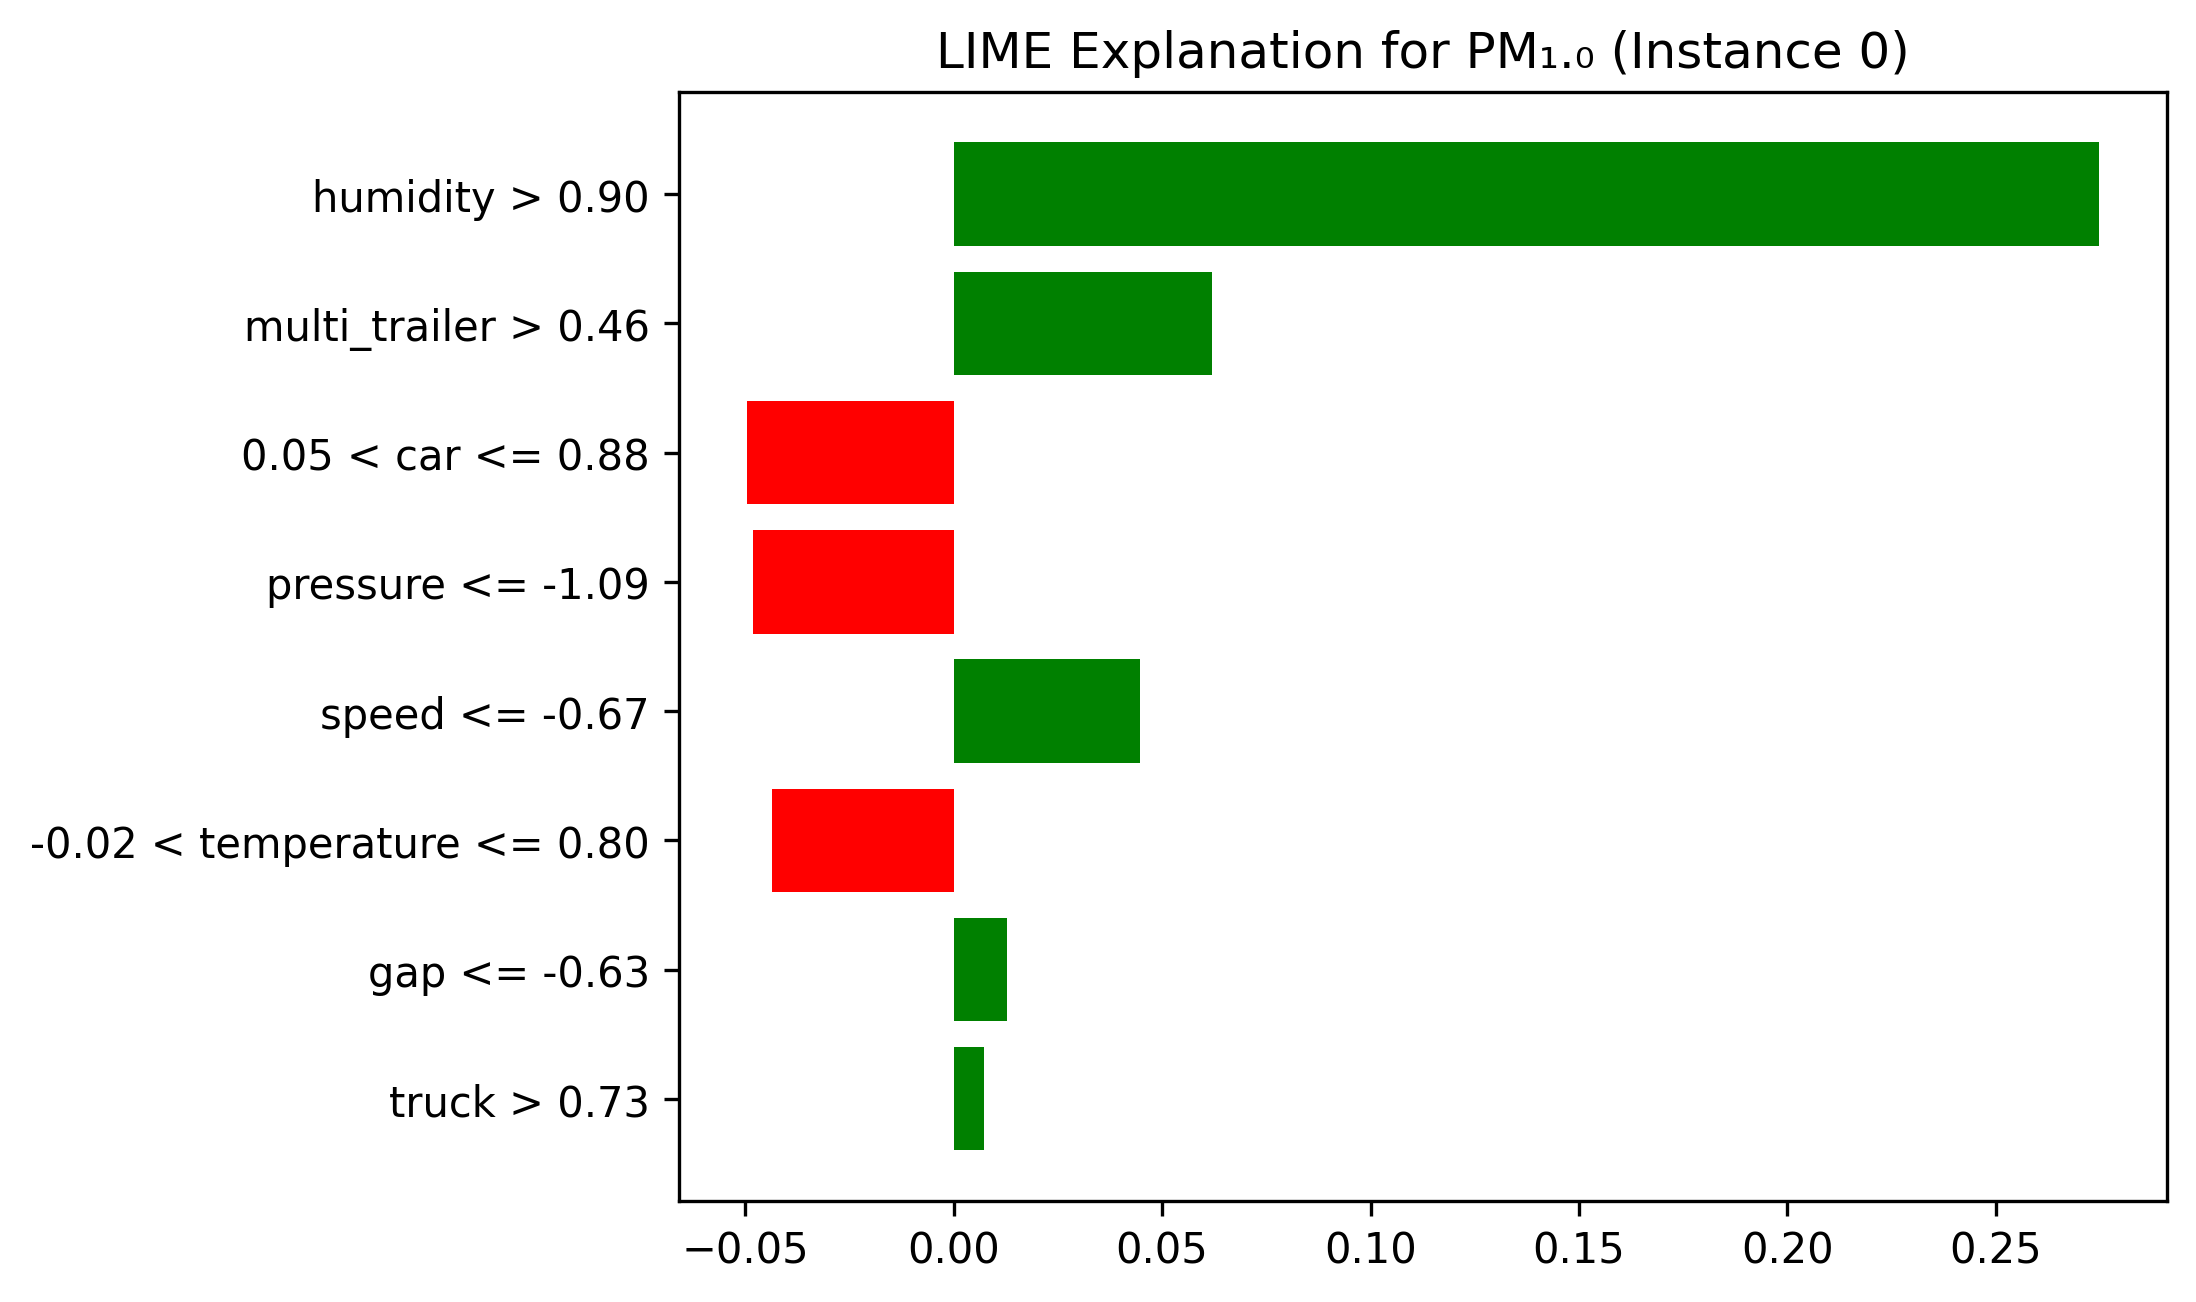 LIME Explanation for PM₁.₀ (Instance 0)
humidity > 0.90
multi_trailer > 0.46
0.05 < car <= 0.88
pressure <= -1.09
speed <= -0.67
-0.02 < temperature <= 0.80
gap <= -0.63
truck > 0.73
−0.05 0.00 0.05 0.10 0.15 0.20 0.25